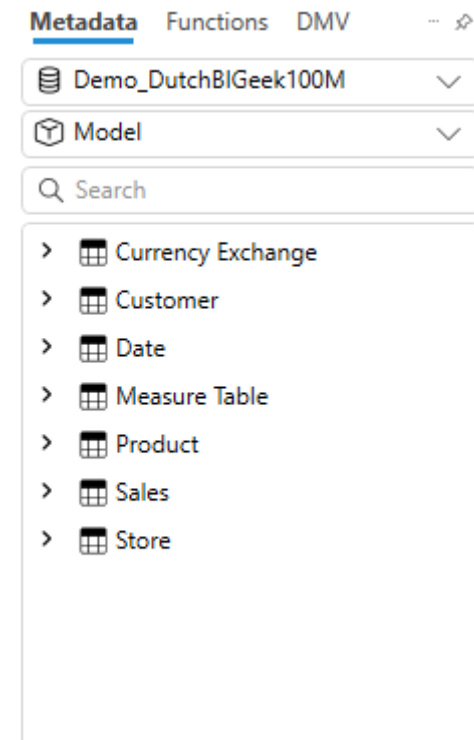 Metadata Functions DMV
Demo_DutchBIGeek100M
Model
Search
Currency Exchange
Customer
Date
Measure Table
Product
Sales
Store